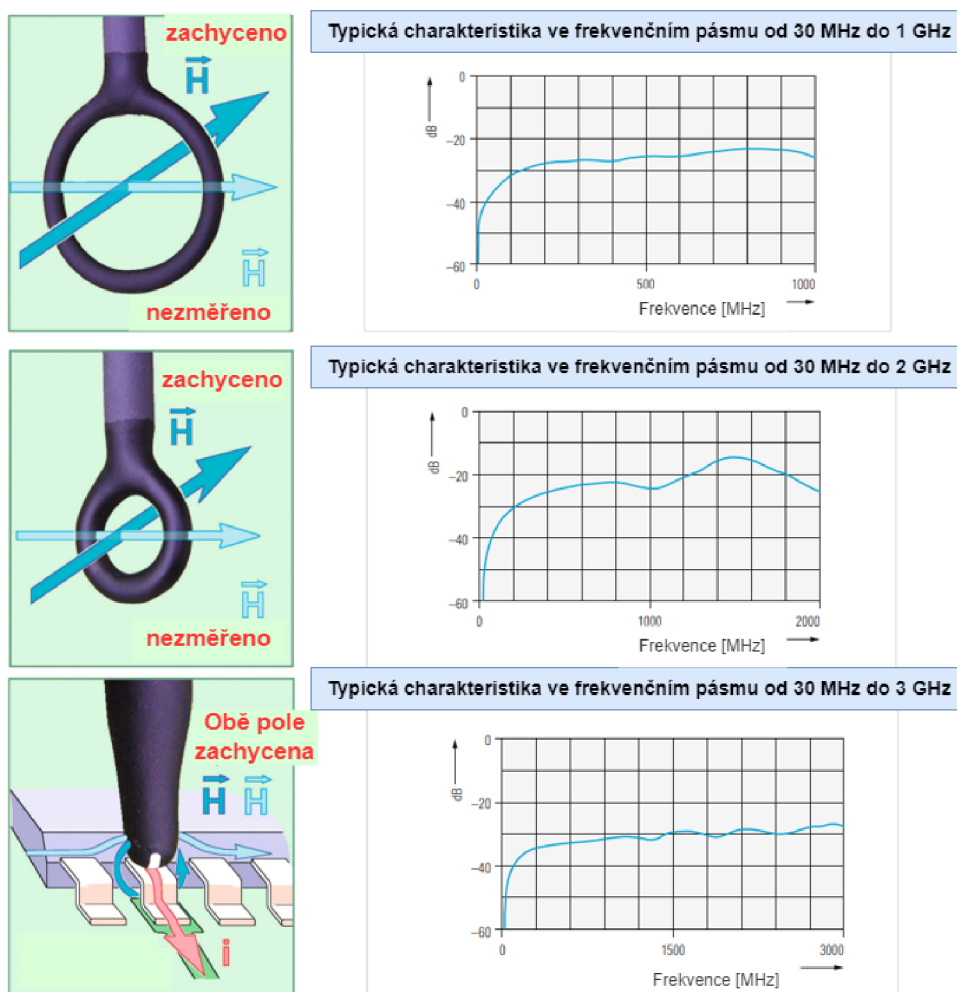 zachyceno
H
H
nezměřeno
Typická charakteristika ve frekvenčním pásmu od 30 MHz do 1 GHz
0
dB
−20
−40
−60
0
500
1000
Frekvence [MHz]
zachyceno
H
H
nezměřeno
Typická charakteristika ve frekvenčním pásmu od 30 MHz do 2 GHz
0
dB
−20
−40
−60
0
1000
2000
Frekvence [MHz]
Obě pole
zachycena
H H
i
Typická charakteristika ve frekvenčním pásmu od 30 MHz do 3 GHz
0
dB
−20
−40
−60
0
1500
3000
Frekvence [MHz]